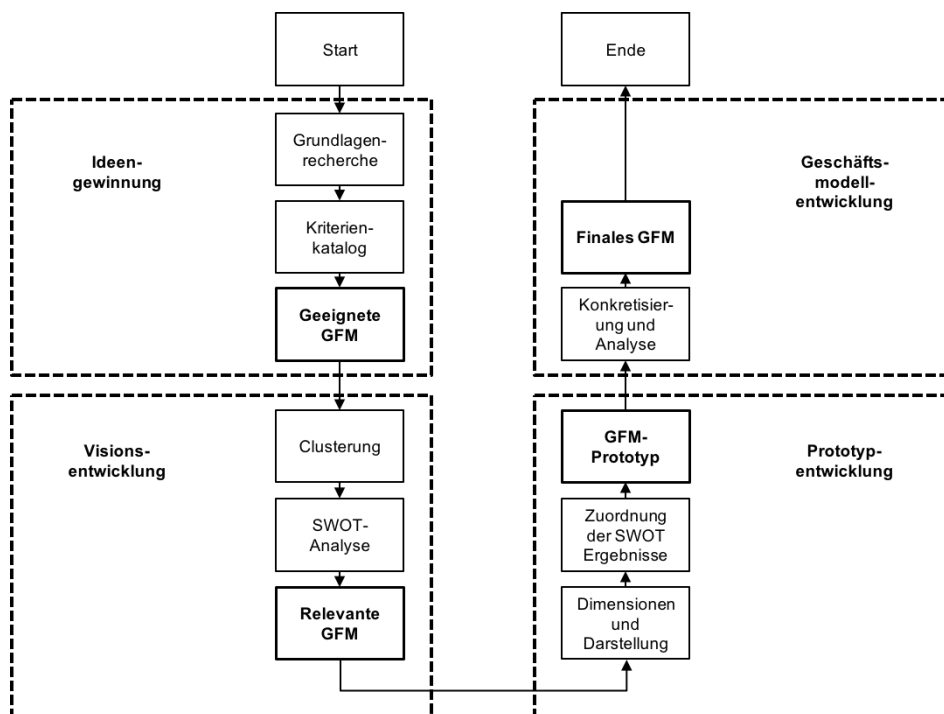 Start
Ideen-
gewinnung
Grundlagen-
recherche
Kriterien-
katalog
Geeignete
GFM
Visions-
entwicklung
Clusterung
SWOT-
Analyse
Relevante
GFM
Ende
Geschäfts-
modell-
entwicklung
Finales GFM
Konkretisier-
ung und
Analyse
GFM-
Prototyp
Prototyp-
entwicklung
Zuordnung
der SWOT
Ergebnisse
Dimensionen
und
Darstellung